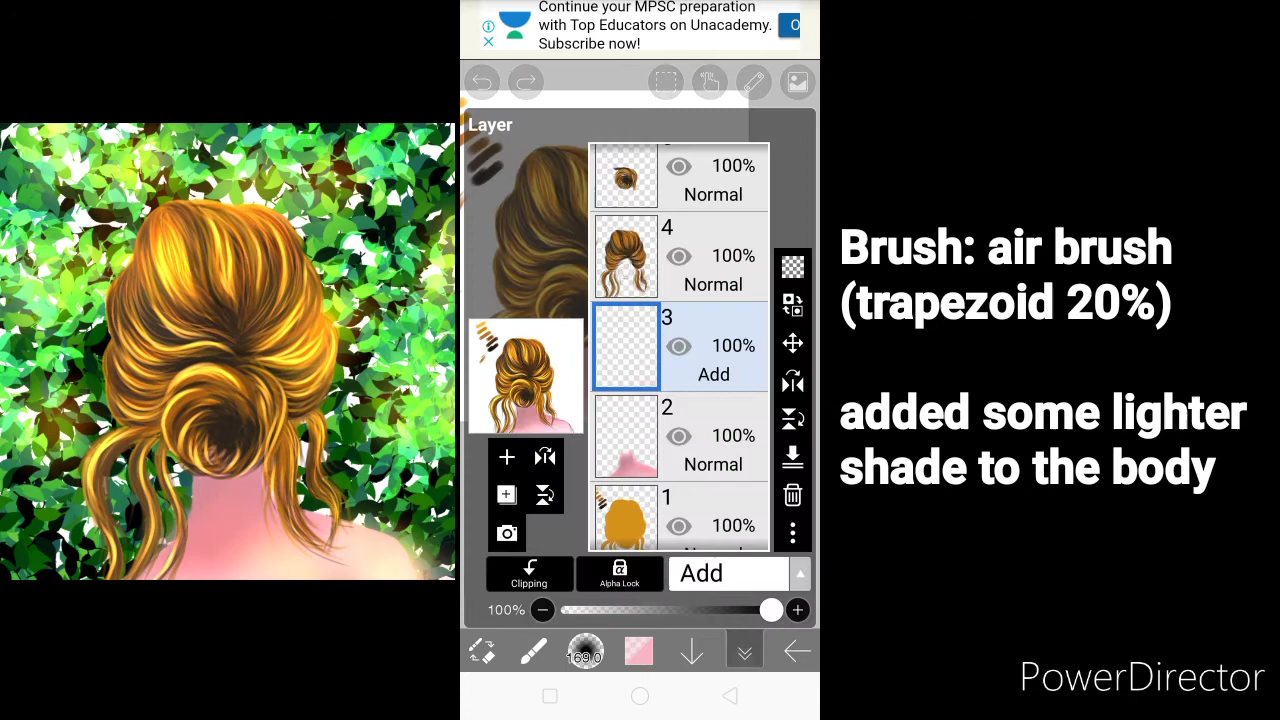 Continue your MPSC preparation
with Top Educators on Unacademy.
Subscribe now!
Layer
100%
Normal
4
100%
Normal
3
100%
Add
2
100%
Normal
1
100%
Clipping
Alpha Lock
Add
100%
169.0
Brush: air brush
(trapezoid 20%)
added some lighter
shade to the body
PowerDirector